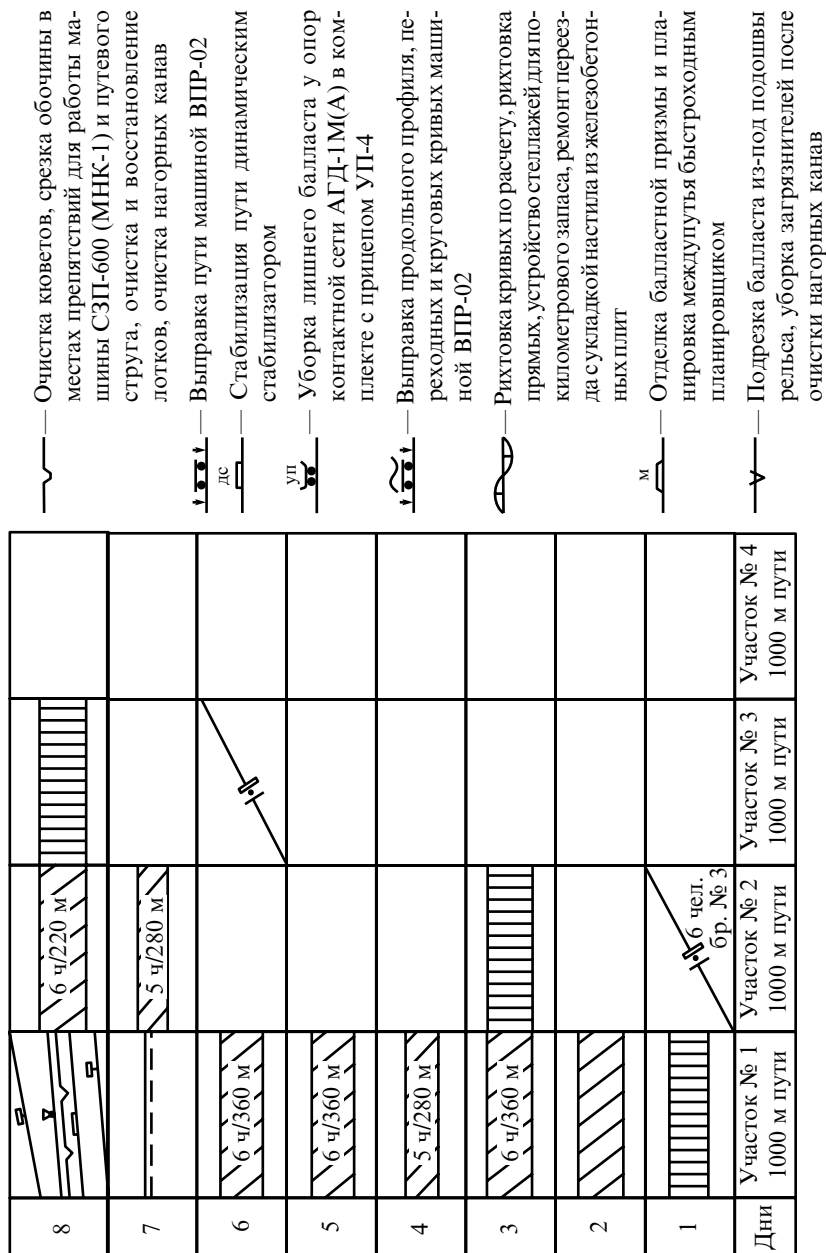 — Очистка кюветов, срезка обочины в
местах препятствий для работы ма-
шины СЗП-600 (МНК-1) и путевого
струга, очистка и восстановление
лотков, очистка нагорных канав
— Выправка пути машиной ВПР-02
дс
— Стабилизация пути динамическим
стабилизатором
уп
— Уборка лишнего балласта у опор
контактной сети АГД-1М(А) в ком-
плекте с прицепом УП-4
— Выправка продольного профиля, пе-
реходных и круговых кривых маши-
ной ВПР-02
— Рихтовка кривых по расчету, рихтовка
прямых, устройство стеллажей для по-
километрового запаса, ремонт переез-
да с укладкой настила из железобетон-
ных плит
м
— Отделка балластной призмы и пла-
нировка междупутья быстроходным
планировщиком
— Подрезка балласта из-под подошвы
рельса, уборка загрязнителей после
очистки нагорных канав
8
6 ч/220 м
7
5 ч/280 м
6
6 ч/360 м
5
6 ч/360 м
4
5 ч/280 м
3
6 ч/360 м
2
1
6 чел.
бр. № 3
Дни
Участок № 1
1000 м пути
Участок № 2
1000 м пути
Участок № 3
1000 м пути
Участок № 4
1000 м пути